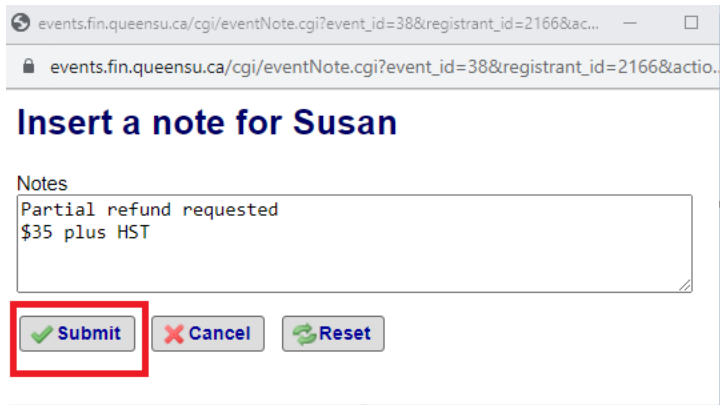 events.fin.queensu.ca/cgi/eventNote.cgi?event_id=38&registrant_id=2166&ac...
events.fin.queensu.ca/cgi/eventNote.cgi?event_id=38&registrant_id=2166&actio..
Insert a note for Susan
Notes
Partial refund requested
$35 plus HST
Submit Cancel Reset